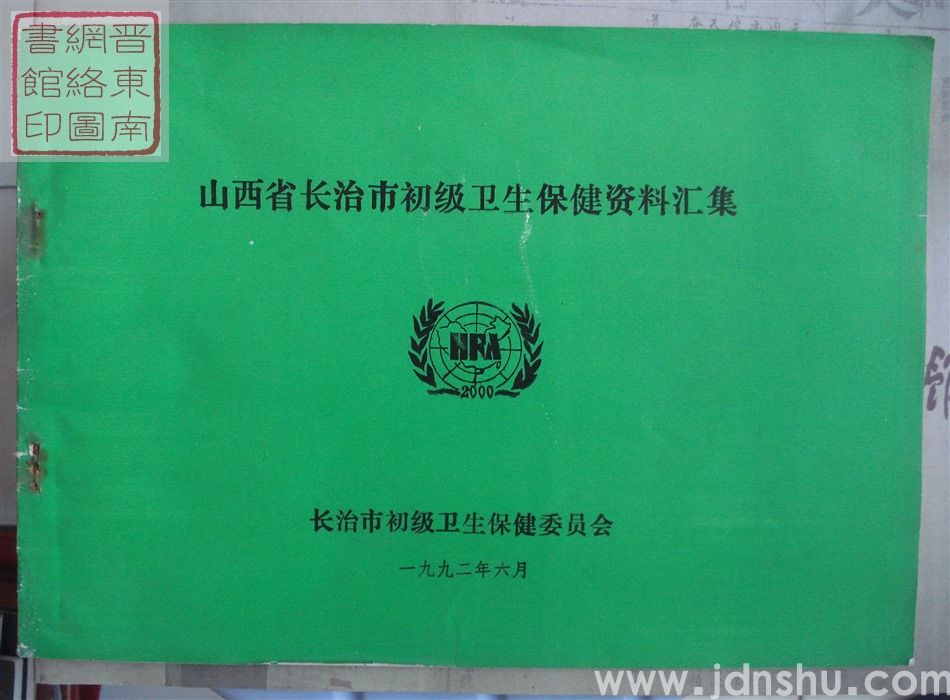 晋東南
網絡圖
書館印
山西省长治市初级卫生保健资料汇集
HRA
2000
长治市初级卫生保健委员会
一九九二年六月
www.jdnshu.com